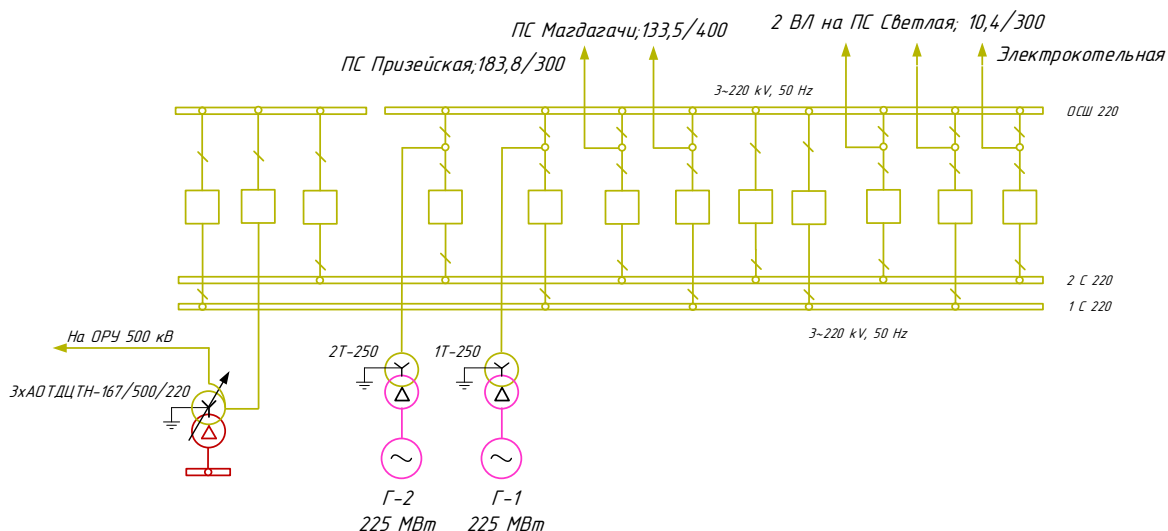 ПС Магдагачи;133,5/400
2 ВЛ на ПС Светлая; 10,4/300
ПС Призейская;183,8/300
Электрокотельная
3~220 kV, 50 Hz
ОСШ 220
2 С 220
1 С 220
3~220 kV, 50 Hz
На ОРУ 500 кВ
2Т-250
1Т-250
3хАОТДЦТН-167/500/220
Г-2
225 МВт
Г-1
225 МВт